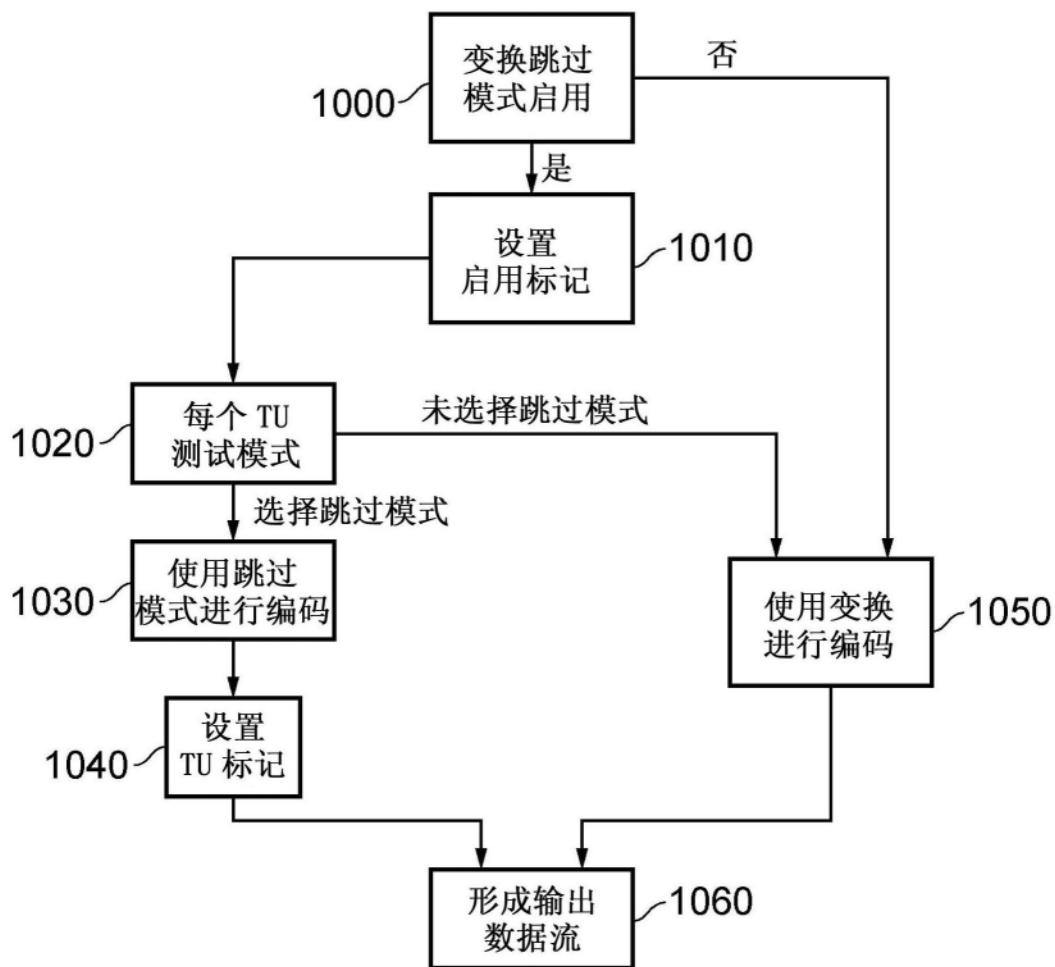 变换跳过
模式启用
1000
否
是
设置
启用标记
1010
每个 TU
测试模式
1020
未选择跳过模式
选择跳过模式
使用跳过
模式进行编码
1030
使用变换
进行编码
1050
设置
TU 标记
1040
形成输出
数据流
1060